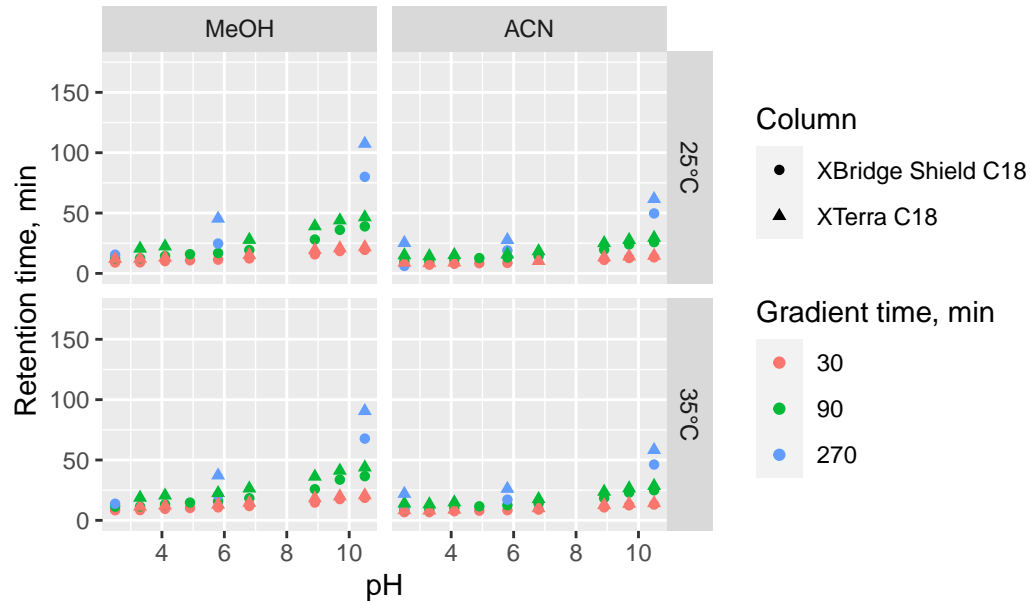 MeOH
ACN
Retention time, min
150
100
50
0
25°C
150
100
50
0
35°C
4
6
8
10
4
6
8
10
pH
Column
XBridge Shield C18
XTerra C18
Gradient time, min
30
90
270